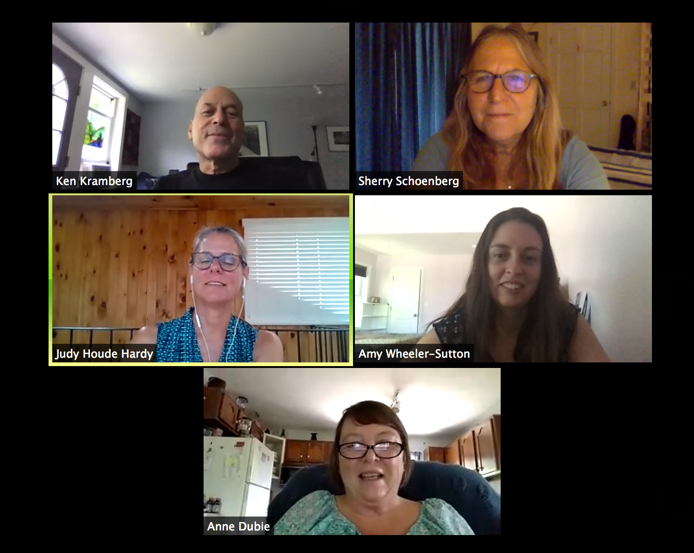 Ken Kramberg
Sherry Schoenberg
Judy Houde Hardy
Amy Wheeler-Sutton
Anne Dubie